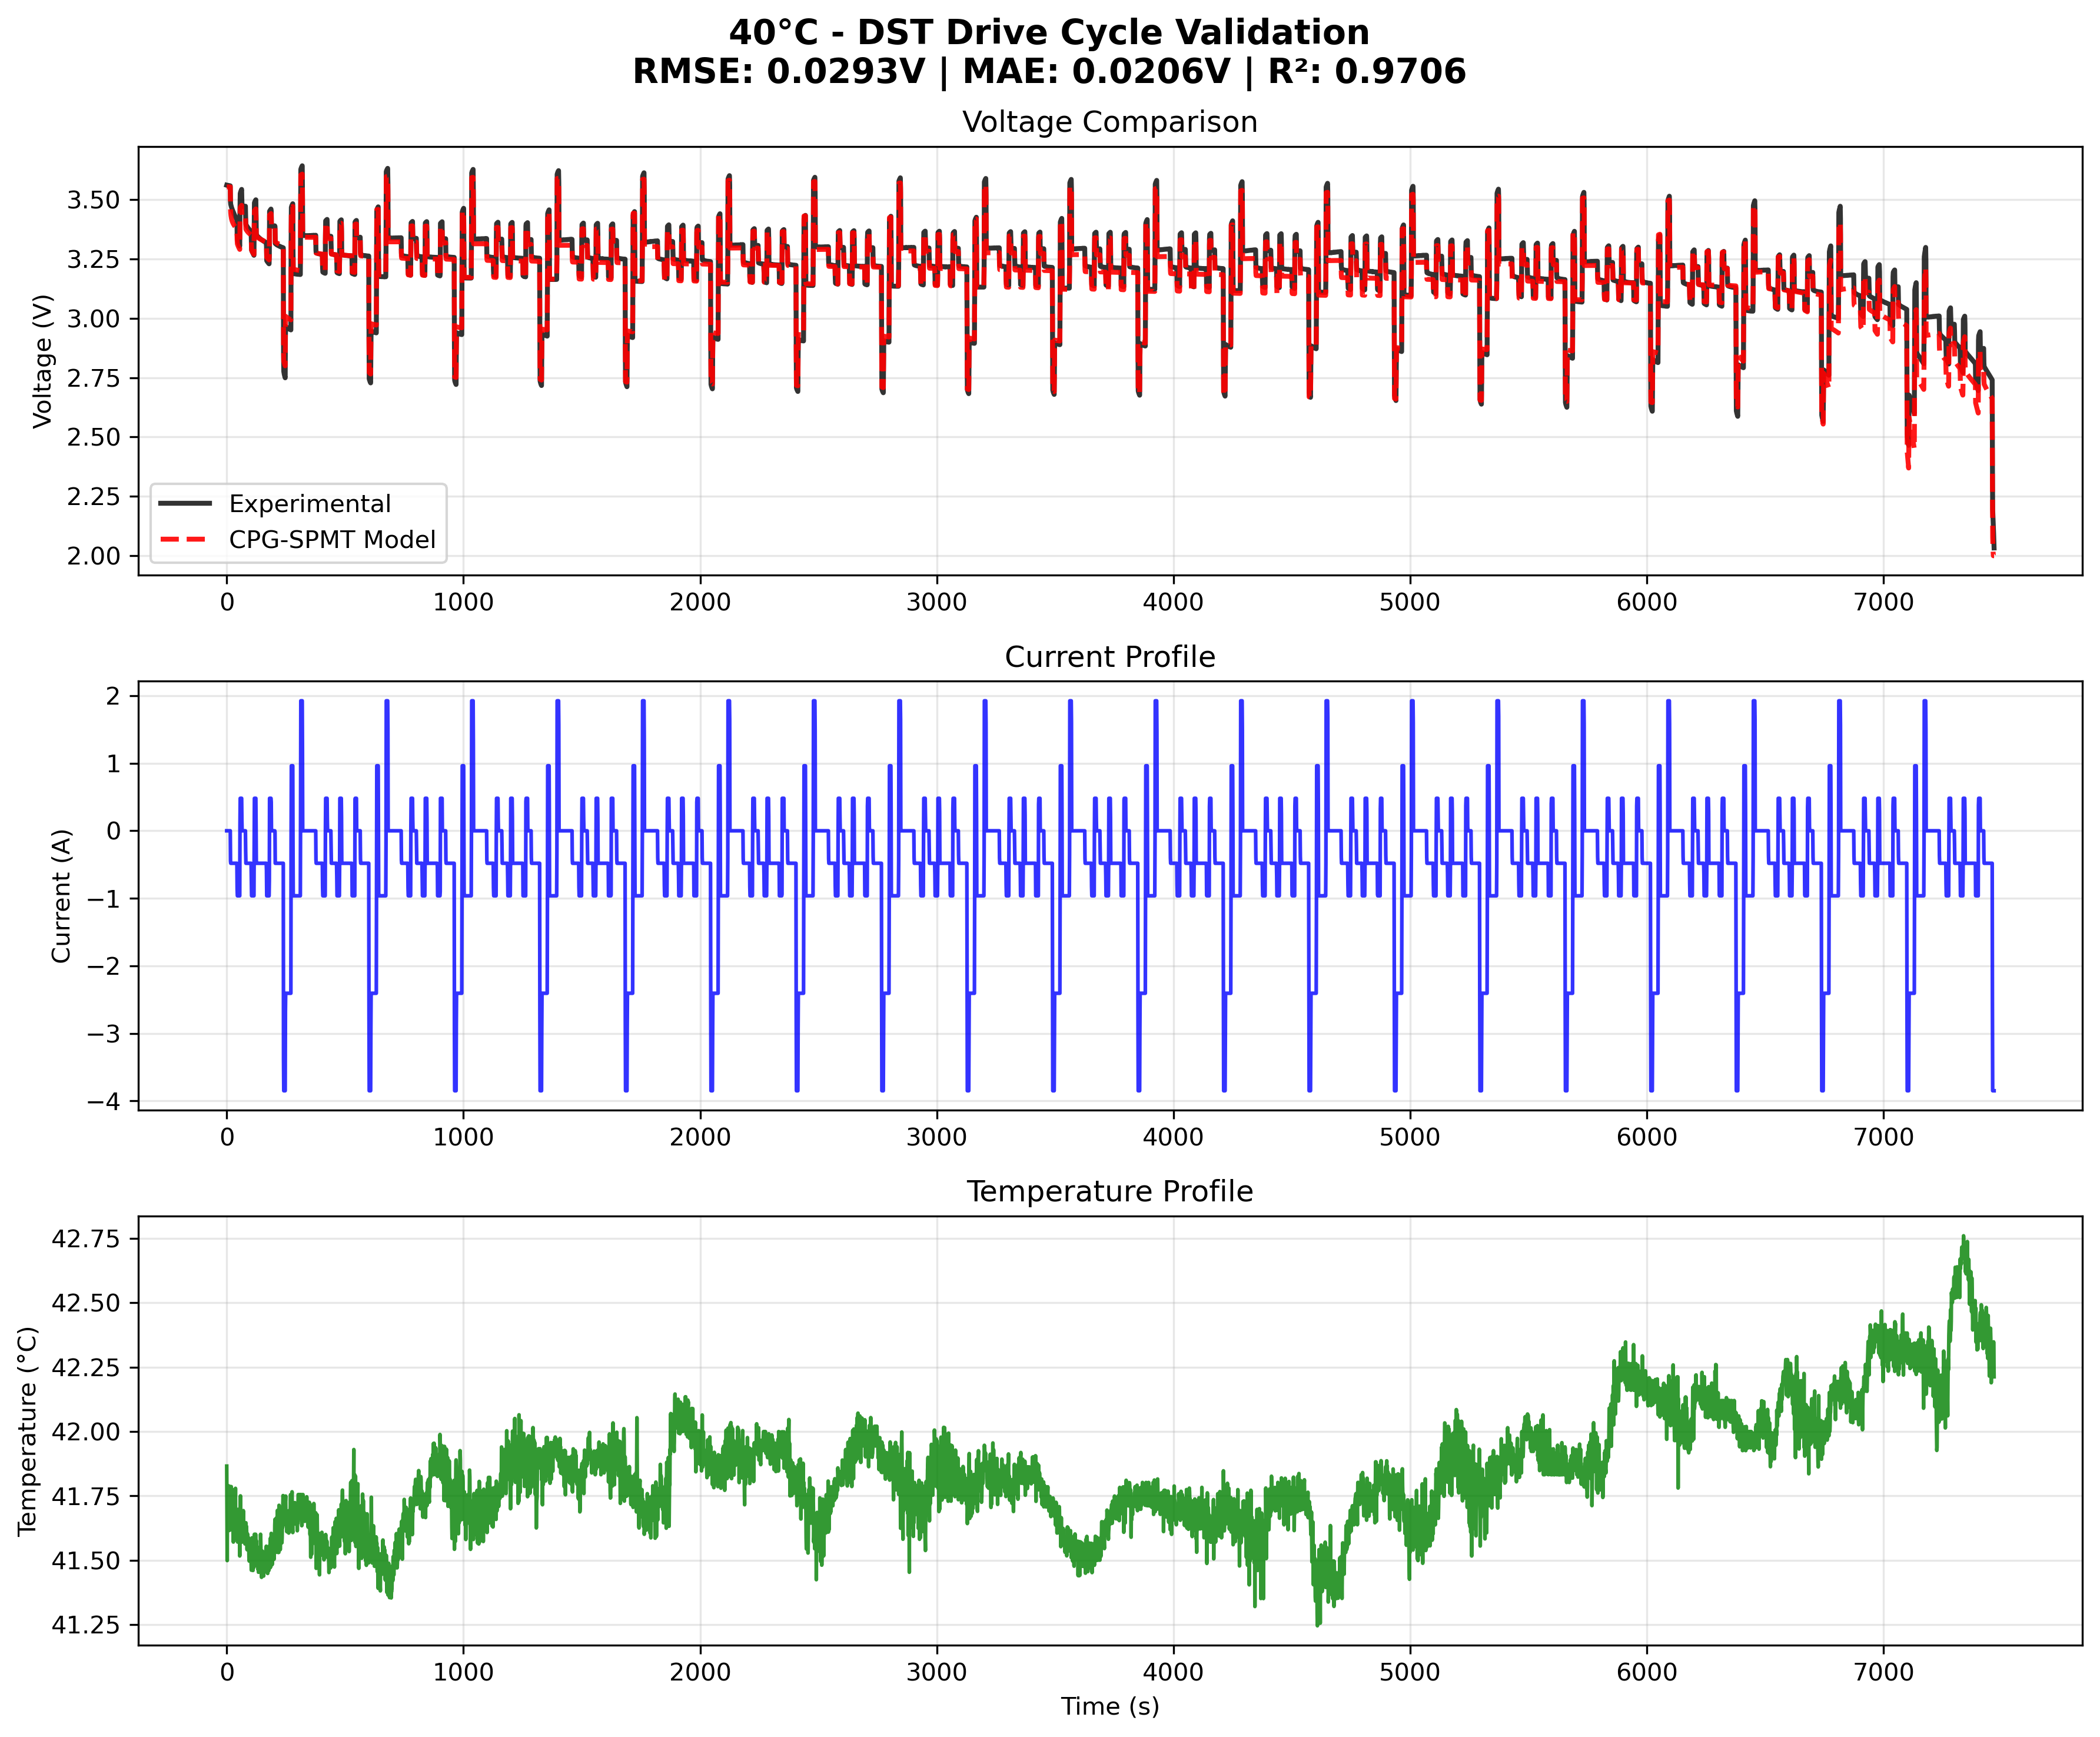 40°C - DST Drive Cycle Validation
RMSE: 0.0293V | MAE: 0.0206V | R²: 0.9706
Voltage Comparison
Voltage (V)
3.50
3.25
3.00
2.75
2.50
2.25
2.00
Experimental
CPG-SPMT Model
0 1000 2000 3000 4000 5000 6000 7000
Current Profile
Current (A)
2
1
0
−1
−2
−3
−4
0 1000 2000 3000 4000 5000 6000 7000
Temperature Profile
Temperature (°C)
42.75
42.50
42.25
42.00
41.75
41.50
41.25
0 1000 2000 3000 4000 5000 6000 7000
Time (s)